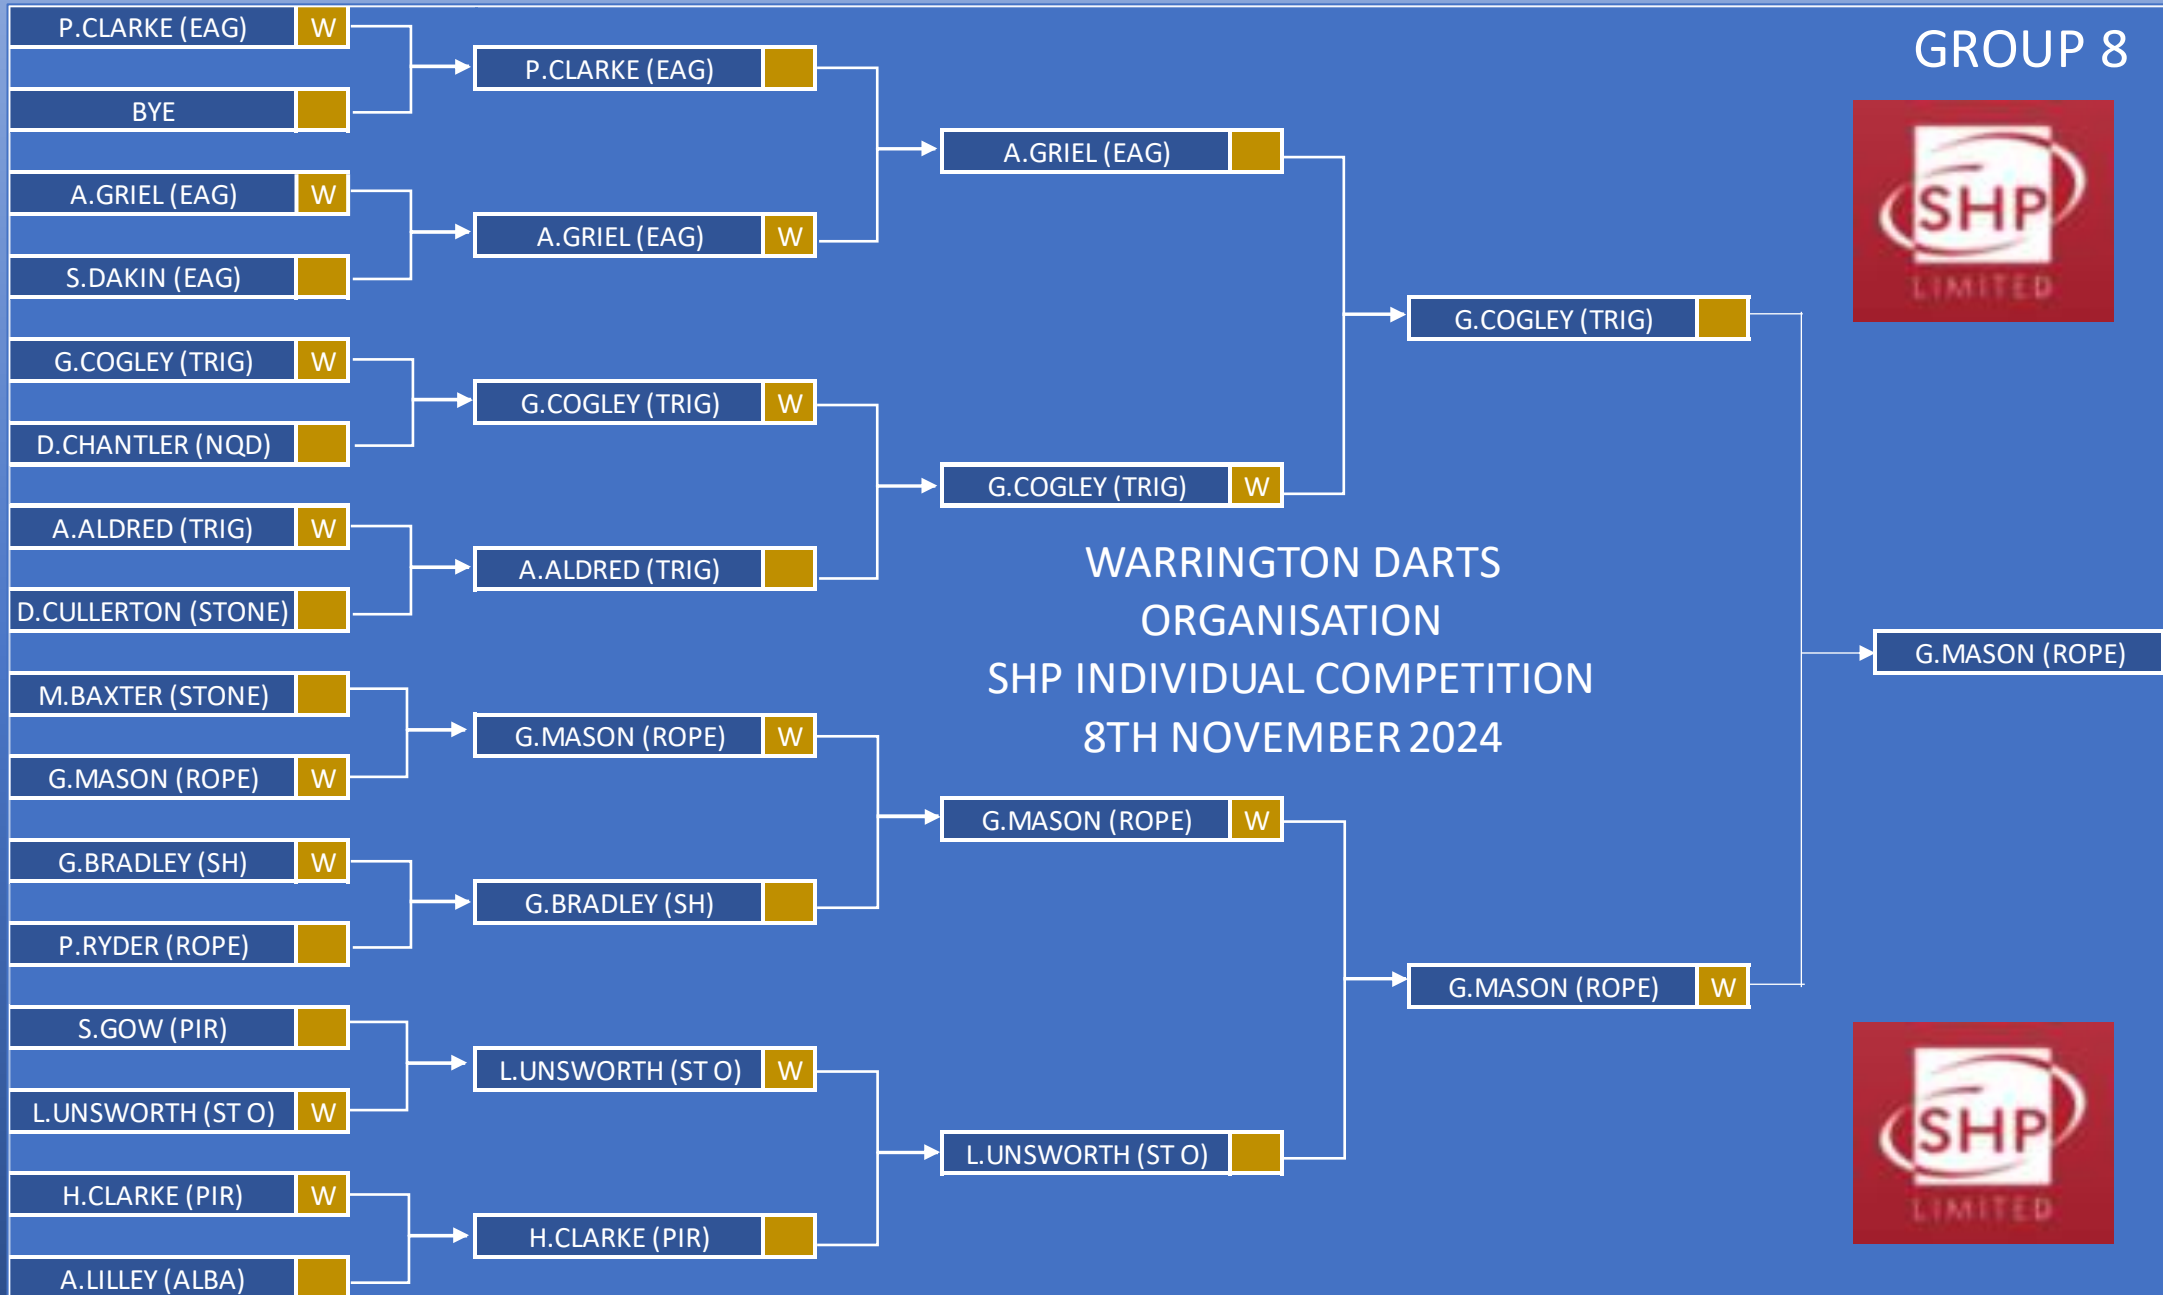 P.CLARKE (EAG) W
BYE
A.GRIEL (EAG) W
S.DAKIN (EAG)
G.COGLEY (TRIG) W
D.CHANTLER (NQD)
A.ALDRED (TRIG) W
D.CULLERTON (STONE)
M.BAXTER (STONE)
G.MASON (ROPE) W
G.BRADLEY (SH) W
P.RYDER (ROPE)
S.GOW (PIR)
L.UNSWORTH (ST O) W
H.CLARKE (PIR) W
A.LILLEY (ALBA)
P.CLARKE (EAG)
A.GRIEL (EAG) W
G.COGLEY (TRIG) W
A.ALDRED (TRIG)
G.MASON (ROPE) W
G.BRADLEY (SH)
L.UNSWORTH (ST O) W
H.CLARKE (PIR)
A.GRIEL (EAG)
G.COGLEY (TRIG) W
G.MASON (ROPE) W
L.UNSWORTH (ST O)
WARRINGTON DARTS
ORGANISATION
SHP INDIVIDUAL COMPETITION
8TH NOVEMBER 2024
G.COGLEY (TRIG)
G.MASON (ROPE) W
G.MASON (ROPE)
GROUP 8
SHP
LIMITED
SHP
LIMITED